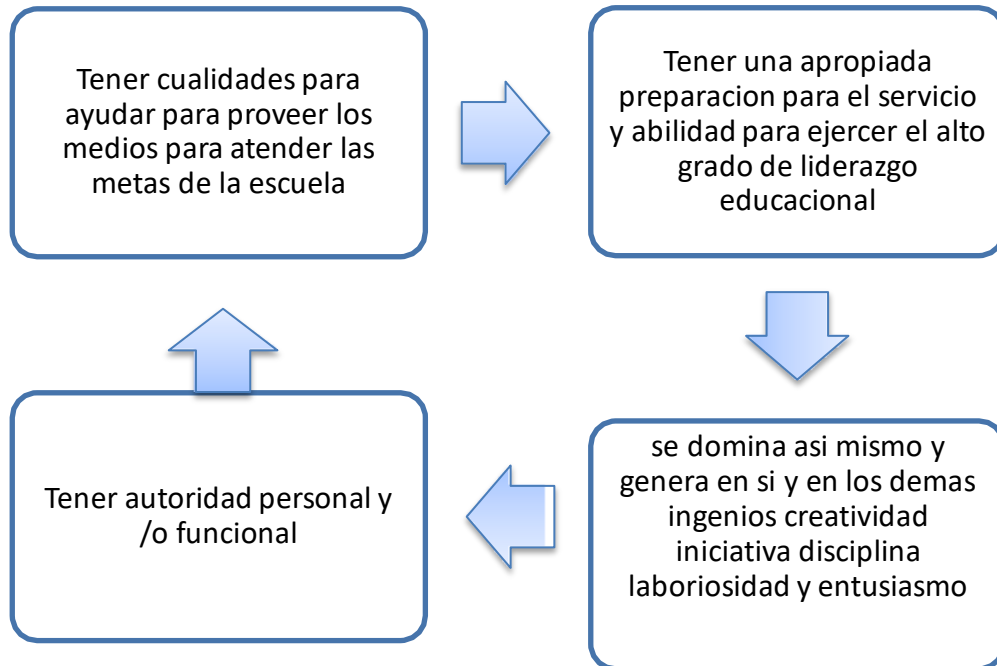 Tener cualidades para
ayudar para proveer los
medios para atender las
metas de la escuela
Tener una apropiada
preparacion para el servicio
y abilidad para ejercer el alto
grado de liderazgo
educacional
se domina asi mismo y
genera en si y en los demas
ingenios creatividad
iniciativa disciplina
laboriosidad y entusiasmo
Tener autoridad personal y
/o funcional